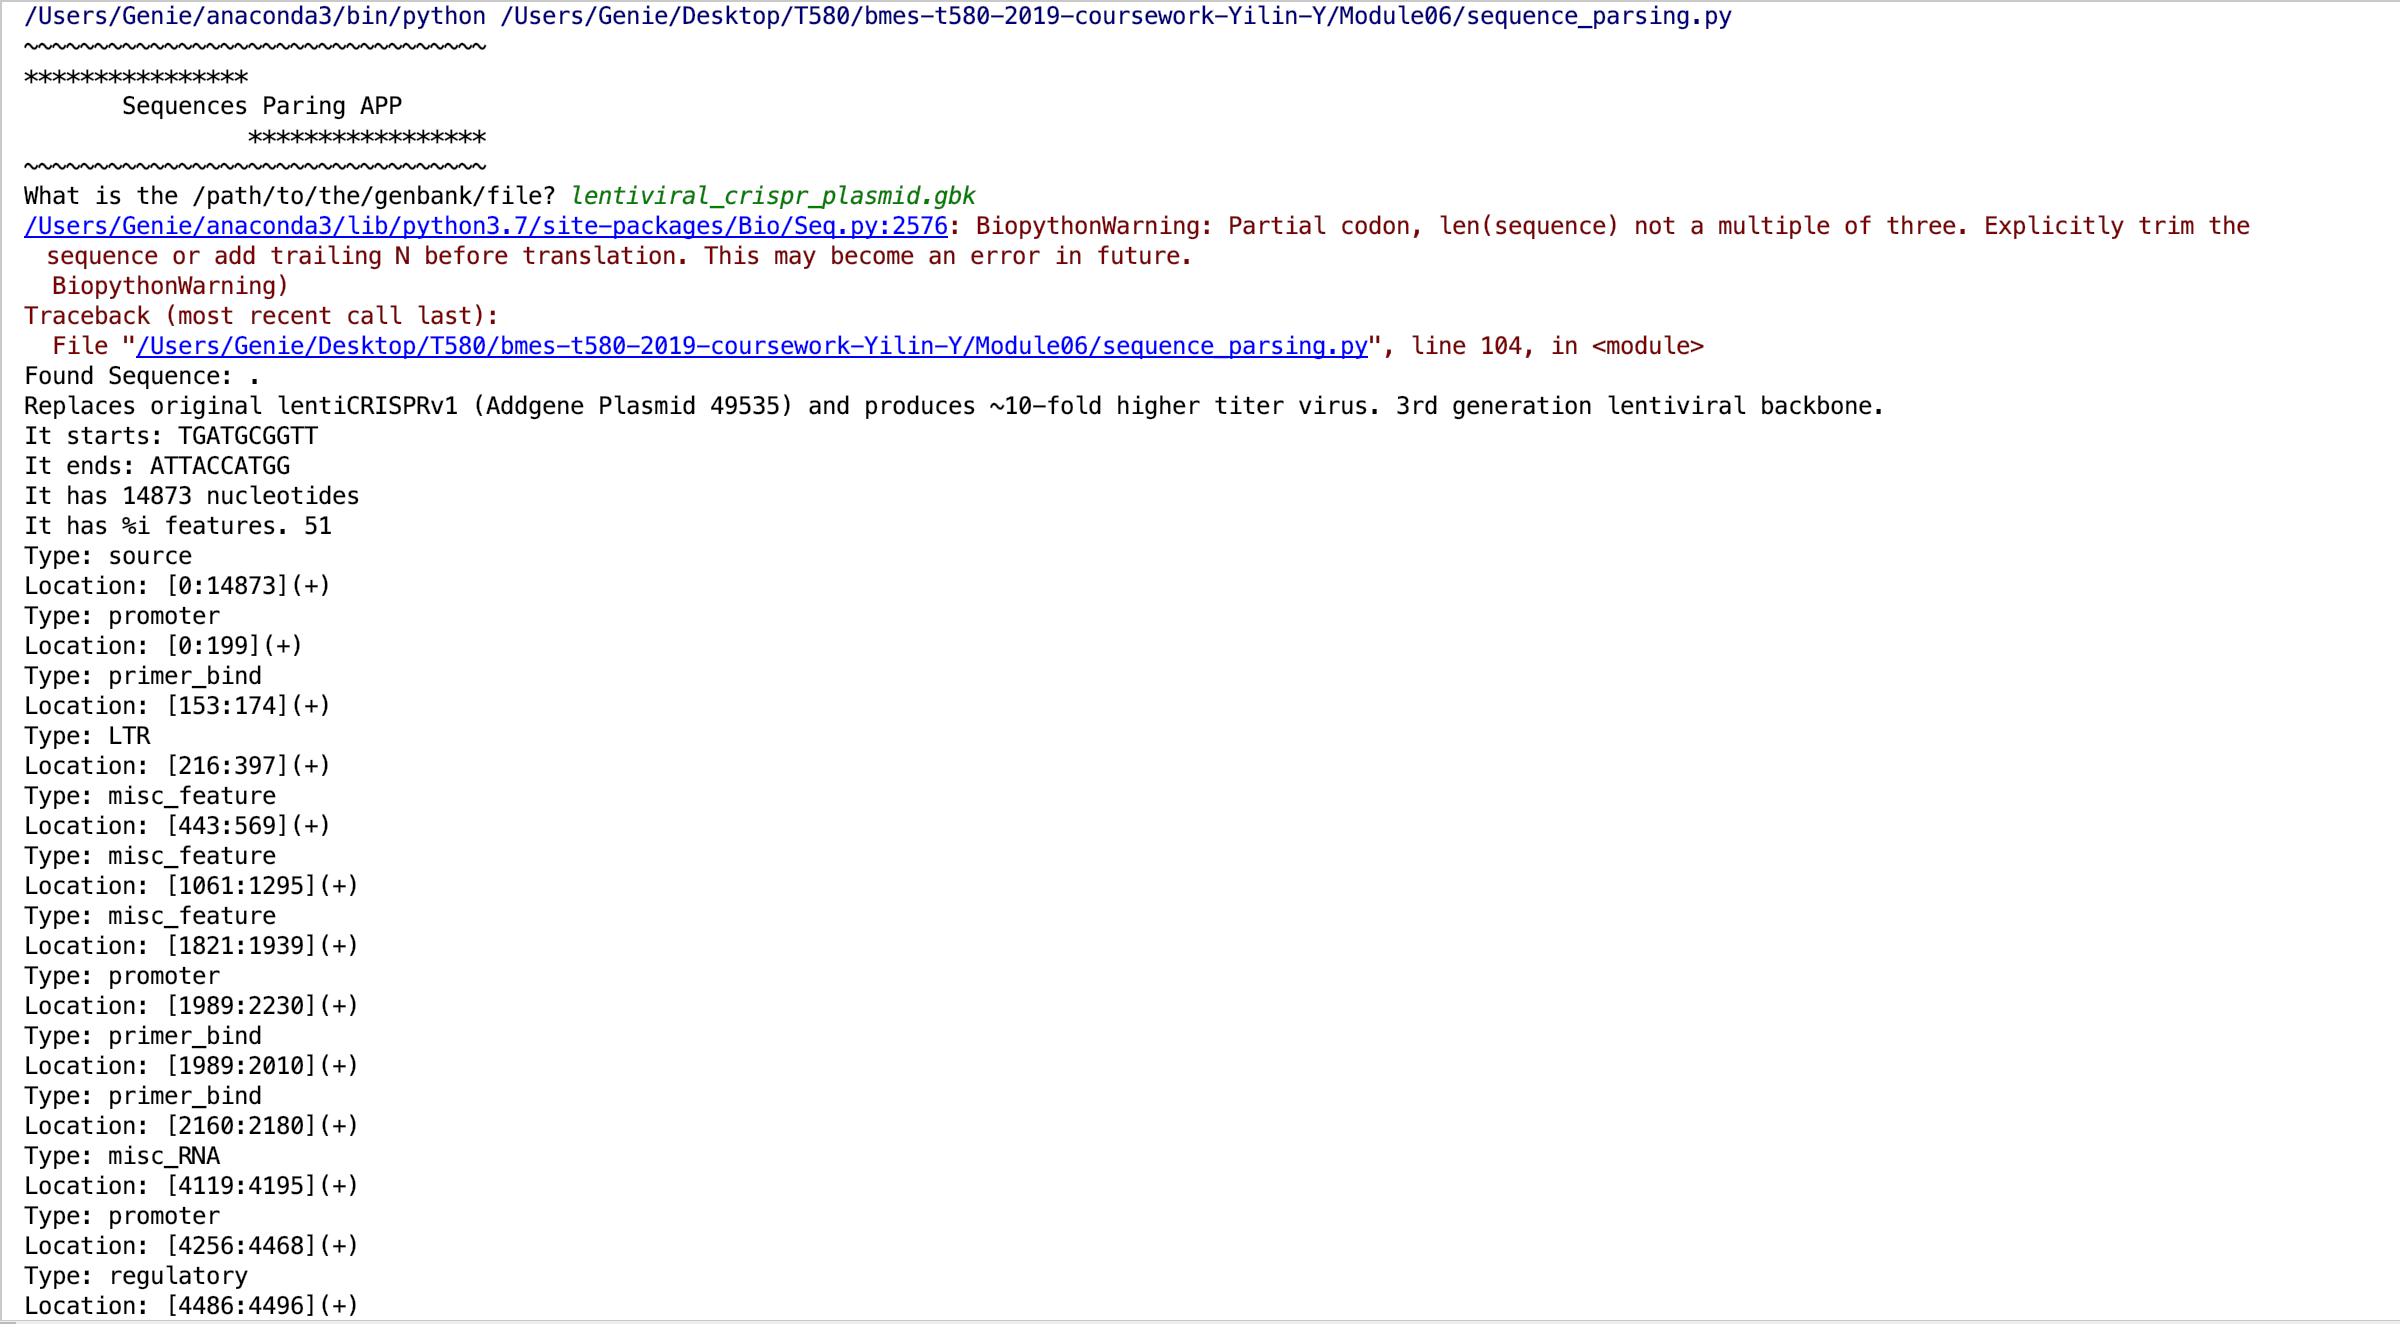 /Users/Genie/anaconda3/bin/python /Users/Genie/Desktop/T580/bmes-t580-2019-coursework-Yilin-Y/Module06/sequence_parsing.py
~~~~~~~~~~~~~~~~~~~~~~~~~~~~~~~~~
****************
       Sequences Paring APP
                *****************
~~~~~~~~~~~~~~~~~~~~~~~~~~~~~~~~~
What is the /path/to/the/genbank/file? lentiviral_crispr_plasmid.gbk
/Users/Genie/anaconda3/lib/python3.7/site-packages/Bio/Seq.py:2576: BiopythonWarning: Partial codon, len(sequence) not a multiple of three. Explicitly trim the
sequence or add trailing N before translation. This may become an error in future.
  BiopythonWarning)
Traceback (most recent call last):
  File "/Users/Genie/Desktop/T580/bmes-t580-2019-coursework-Yilin-Y/Module06/sequence_parsing.py", line 104, in <module>
Found Sequence: .
Replaces original lentiCRISPRv1 (Addgene Plasmid 49535) and produces ~10-fold higher titer virus. 3rd generation lentiviral backbone.
It starts: TGATGCGGTT
It ends: ATTACCATGG
It has 14873 nucleotides
It has %i features. 51
Type: source
Location: [0:14873](+)
Type: promoter
Location: [0:199](+)
Type: primer_bind
Location: [153:174](+)
Type: LTR
Location: [216:397](+)
Type: misc_feature
Location: [443:569](+)
Type: misc_feature
Location: [1061:1295](+)
Type: misc_feature
Location: [1821:1939](+)
Type: promoter
Location: [1989:2230](+)
Type: primer_bind
Location: [1989:2010](+)
Type: primer_bind
Location: [2160:2180](+)
Type: misc_RNA
Location: [4119:4195](+)
Type: promoter
Location: [4256:4468](+)
Type: regulatory
Location: [4486:4496](+)